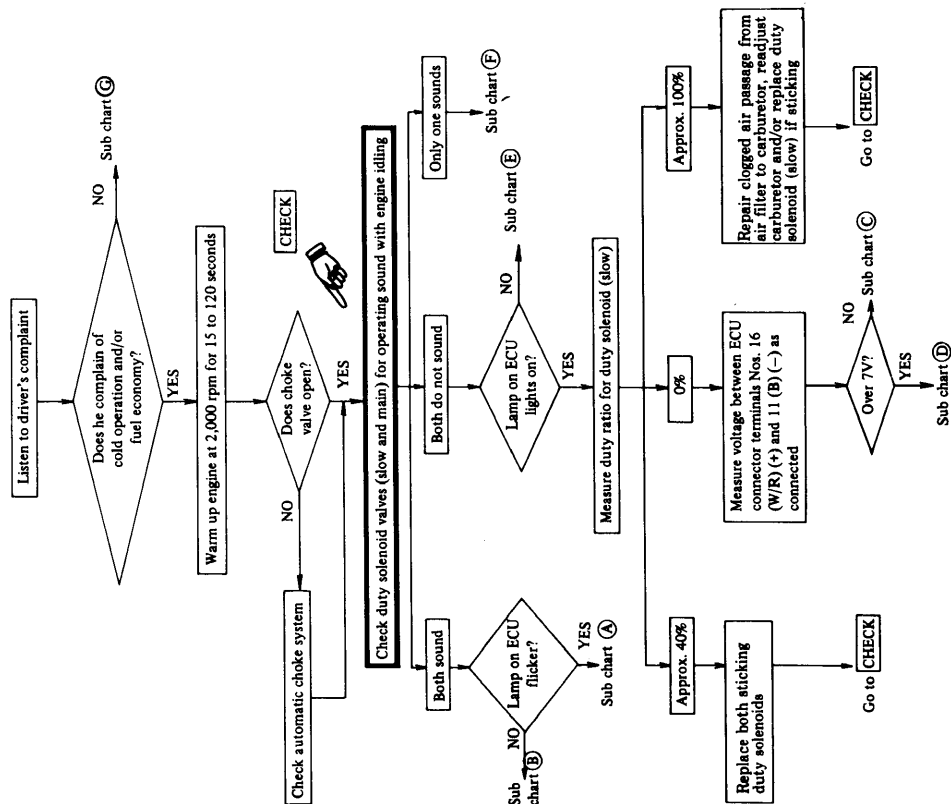 Listen to driver's complaint
Does he complain of
cold operation and/or
fuel economy?
NO
Sub chart Ⓖ
YES
Warm up engine at 2,000 rpm for 15 to 120 seconds
Does choke
valve open?
NO
YES
CHECK
Check automatic choke system
Check duty solenoid valves (slow and main) for operating sound with engine idling
Both sound
Both do not sound
Only one sounds
Sub chart Ⓕ
Lamp on ECU
flicker?
NO
Sub
chart Ⓑ
YES
Sub chart Ⓐ
Lamp on ECU
lights on?
NO
Sub chart Ⓔ
YES
Measure duty ratio for duty solenoid (slow)
Approx. 40%
0%
Approx. 100%
Replace both sticking
duty solenoids
Go to CHECK
Measure voltage between ECU
connector terminals Nos. 16
(W/R) (+) and 11 (B) (−) as
connected
Over 7V?
NO
Sub chart Ⓒ
YES
Sub chart Ⓓ
Repair clogged air passage from
air filter to carburetor, readjust
carburetor and/or replace duty
solenoid (slow) if sticking
Go to CHECK